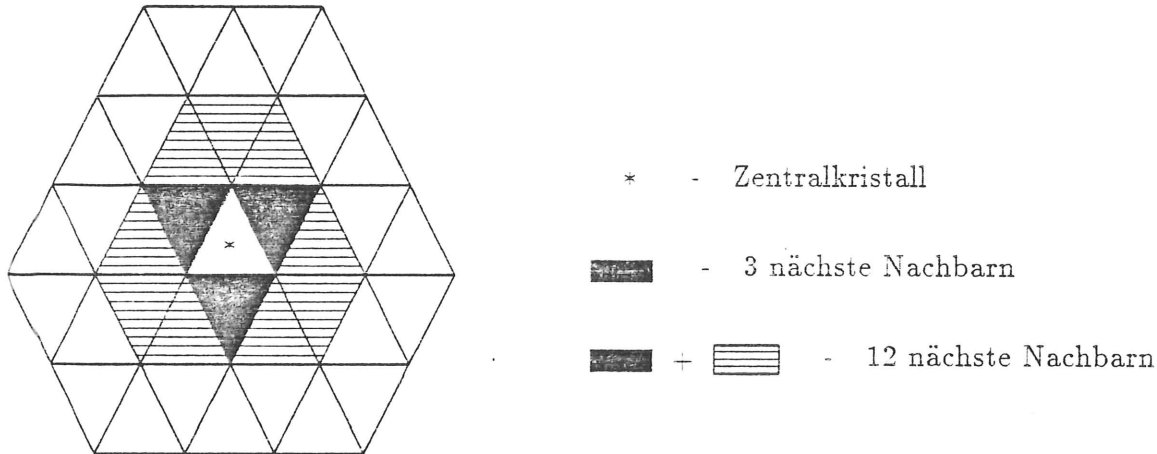 * - Zentralkristall
- 3 nächste Nachbarn
+ - 12 nächste Nachbarn